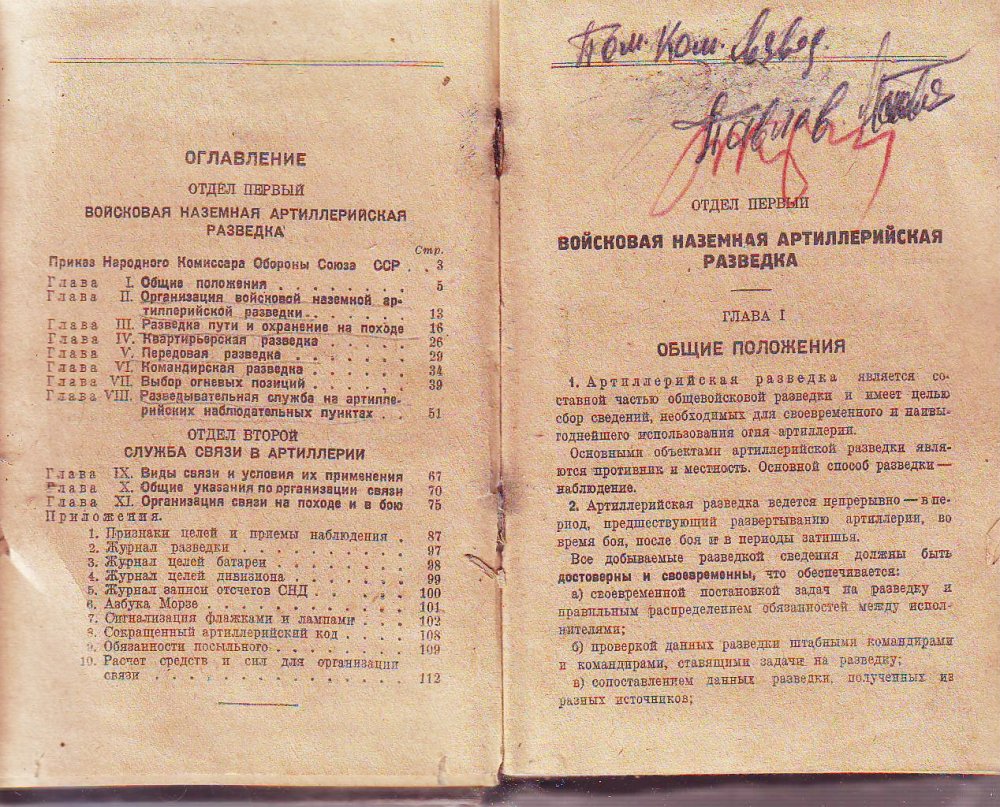 ОГЛАВЛЕНИЕ
ОТДЕЛ ПЕРВЫЙ
ВОЙСКОВАЯ НАЗЕМНАЯ АРТИЛЛЕРИЙСКАЯ
РАЗВЕДКА
Стр.
Приказ Народного Комиссара Обороны Союза ССР . . 3
Глава I. Общие положения . . . . . . . . 5
Глава II. Организация войсковой наземной ар-
тиллерийской разведки . . . . . . . 13
Глава III. Разведка пути и охранение на походе 16
Глава IV. Квартирьерская разведка . . . . . 26
Глава V. Передовая разведка . . . . . . . 29
Глава VI. Командирская разведка . . . . . . 34
Глава VII. Выбор огневых позиций . . . . . . 39
Глава VIII. Разведывательная служба на артилле-
рийских наблюдательных пунктах . . 51
ОТДЕЛ ВТОРОЙ
СЛУЖБА СВЯЗИ В АРТИЛЛЕРИИ
Глава IX. Виды связи и условия их применения 67
Глава X. Общие указания по организации связи 70
Глава XI. Организация связи на походе и в бою 75
Приложения.
1. Признаки целей и приемы наблюдения . 87
2. Журнал разведки . . . . . . . . . . 97
3. Журнал целей батареи . . . . . . . . 98
4. Журнал целей дивизиона . . . . . . . 99
5. Журнал записи отсчетов СНД . . . . . . 100
6. Азбука Морзе . . . . . . . . . . . 101
7. Сигнализация флажками и лампами . . . 102
8. Сокращенный артиллерийский код . . . . 108
9. Обязанности посыльного . . . . . . . . 109
10. Расчет средств и сил для организации
связи . . . . . . . . . . . . . . 112
Пом. Ком. взвод.
Павлав.
ОТДЕЛ ПЕРВЫЙ
ВОЙСКОВАЯ НАЗЕМНАЯ АРТИЛЛЕРИЙСКАЯ
РАЗВЕДКА
ГЛАВА I
ОБЩИЕ ПОЛОЖЕНИЯ
1. Артиллерийская разведка является со-
ставной частью общевойсковой разведки и имеет целью
сбор сведений, необходимых для своевременного и наивы-
годнейшего использования огня артиллерии.
Основными объектами артиллерийской разведки явля-
ются противник и местность. Основной способ разведки —
наблюдение.
2. Артиллерийская разведка ведется непрерывно — в пе-
риод, предшествующий развертыванию артиллерии, во
время боя, после боя и в периоды затишья.
Все добываемые разведкой сведения должны быть
достоверны и своевременны, что обеспечивается:
а) своевременной постановкой задач на разведку и
правильным распределением обязанностей между испол-
нителями;
б) проверкой данных разведки штабными командирами
и командирами, ставящими задачи на разведку;
в) сопоставлением данных разведки, полученных из
разных источников;